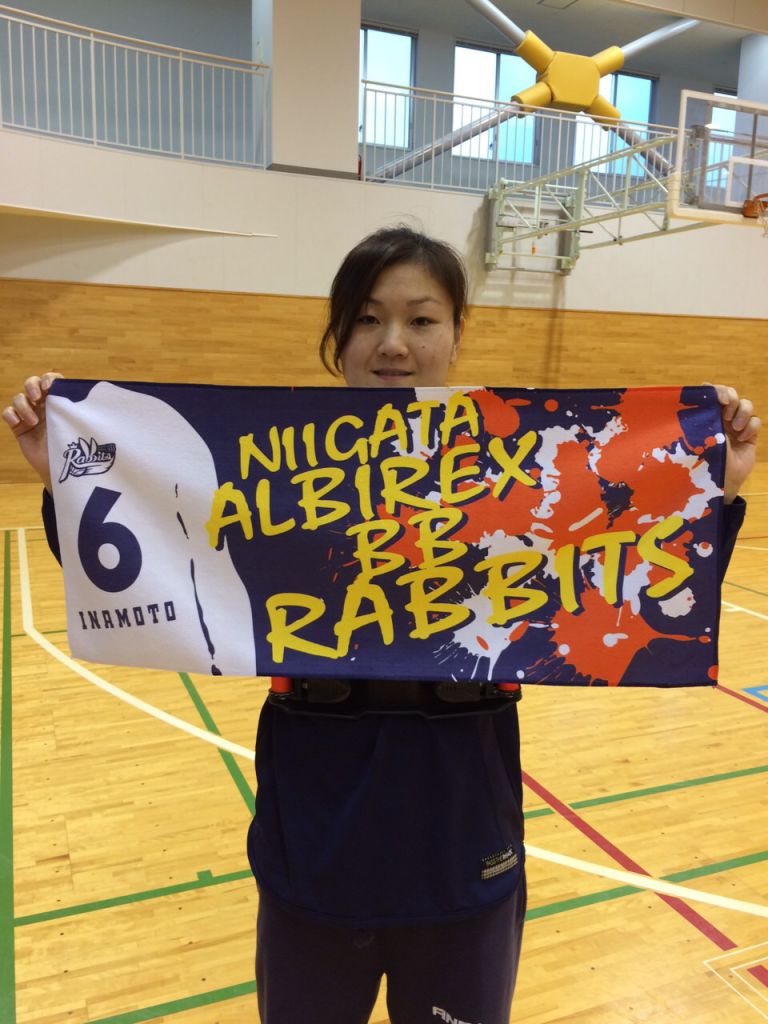 Rabbits
6
INAMOTO
NIIGATA
ALBIREX
BB
RABBITS